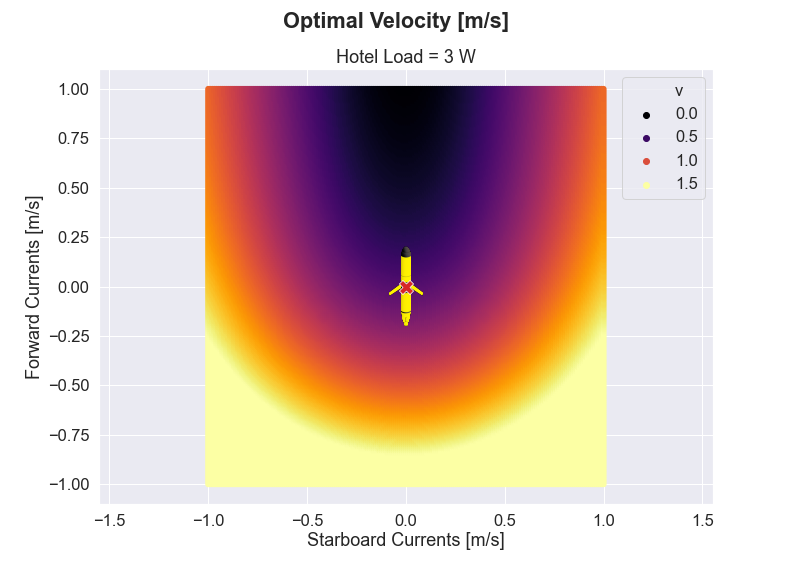 Optimal Velocity [m/s]
Hotel Load = 3 W
v
0.0
0.5
1.0
1.5
Forward Currents [m/s]
1.00
0.75
0.50
0.25
0.00
−0.25
−0.50
−0.75
−1.00
−1.5 −1.0 −0.5 0.0 0.5 1.0 1.5
Starboard Currents [m/s]